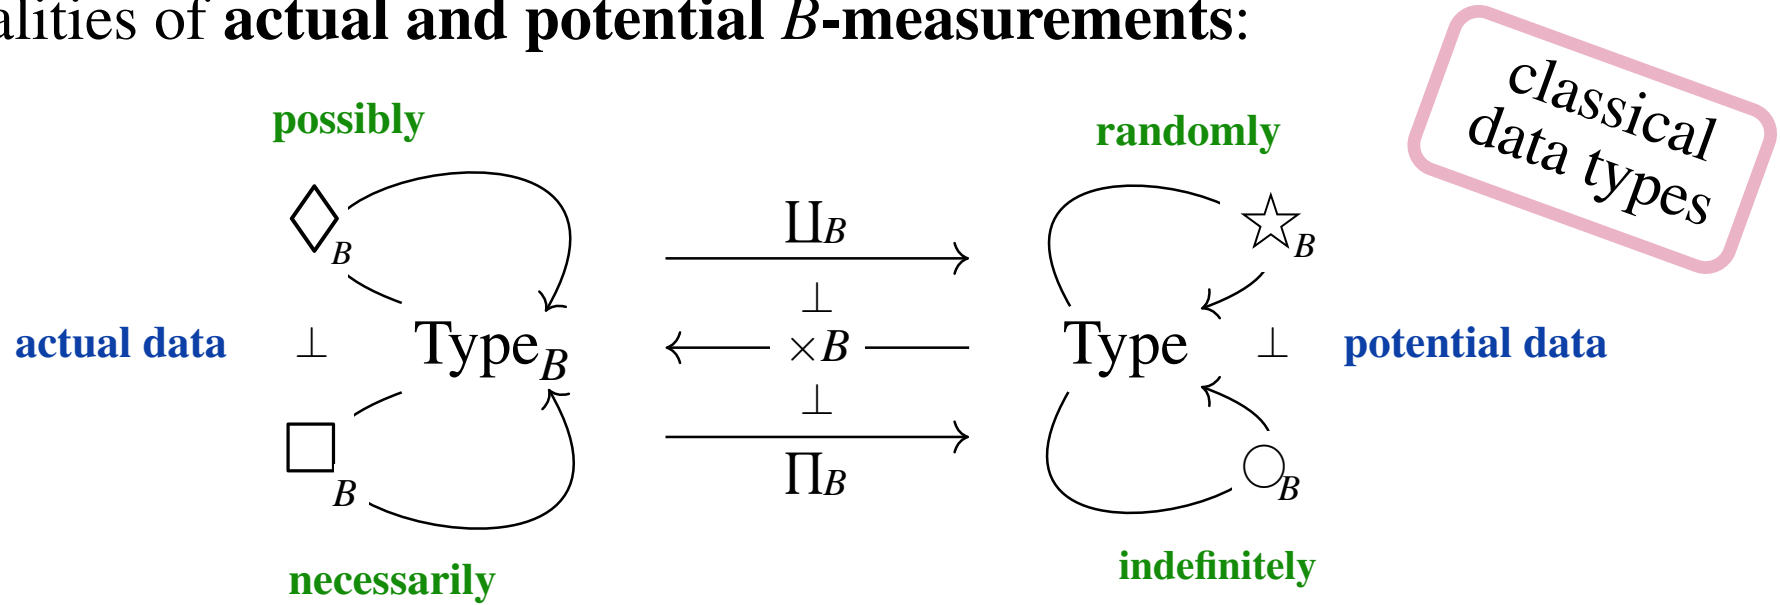 alities of actual and potential B-measurements:
classical
data types
possibly
randomly
◇B
∐B
☆B
⊥
actual data ⊥ TypeB
×B
Type ⊥ potential data
⊥
□B
∏B
○B
necessarily
indefinitely